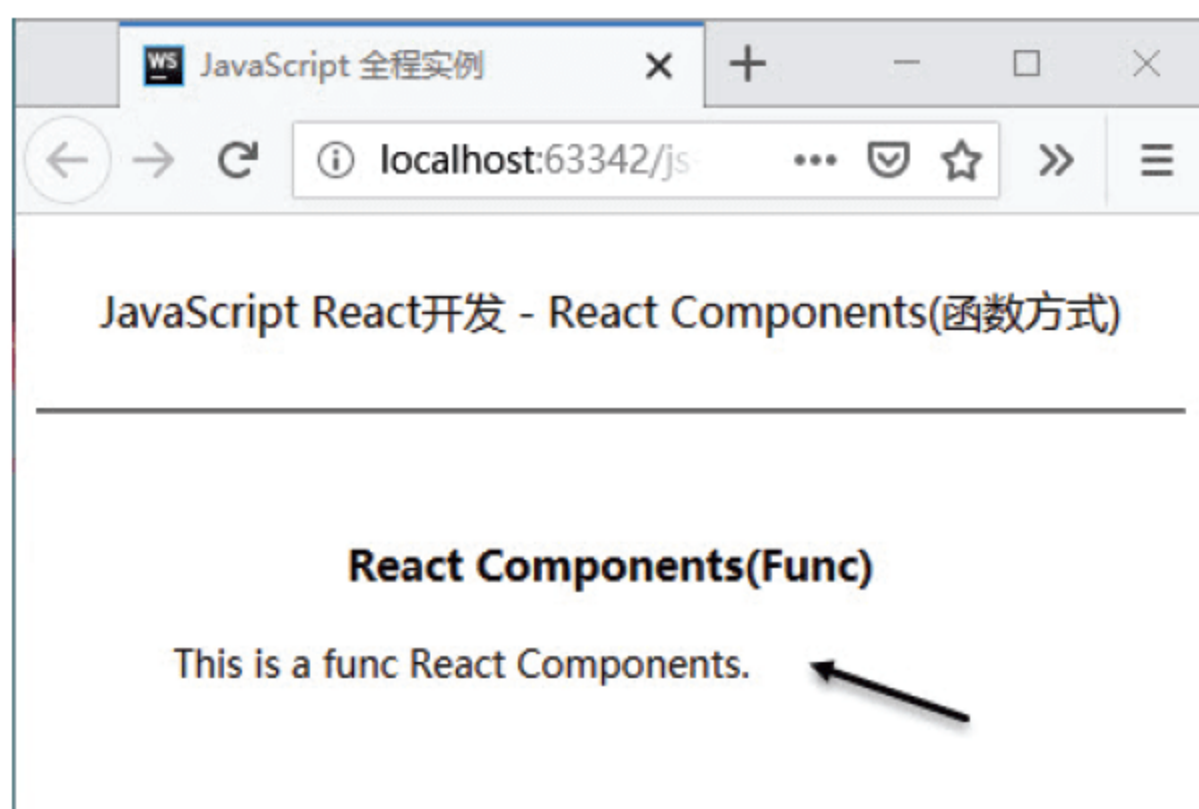 WS JavaScript 全程实例
localhost:63342/js
JavaScript React开发 - React Components(函数方式)
React Components(Func)
This is a func React Components.